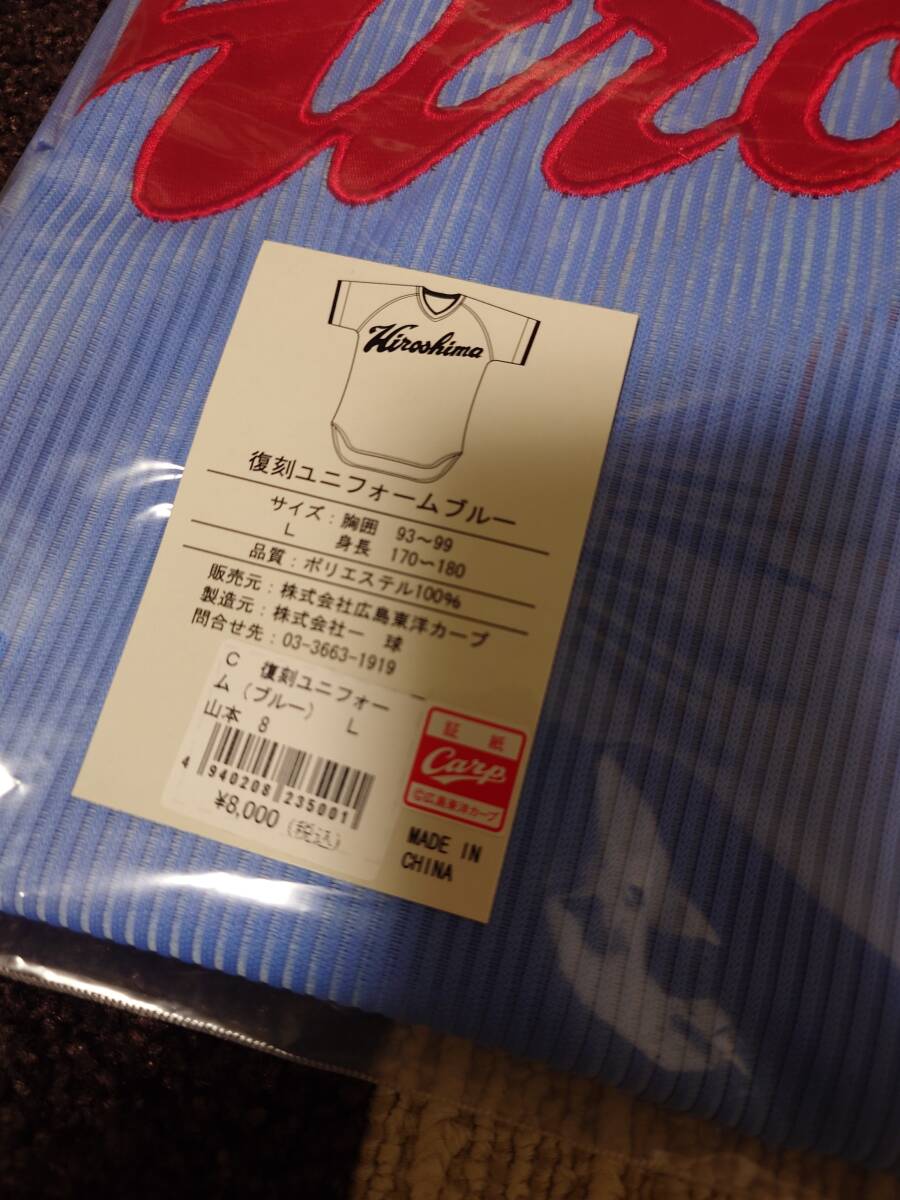 Hiro
Hiroshima
復刻ユニフォームブルー
サイズ：胸囲 93～99
L 身長 170～180
品質：ポリエステル100%
販売元：株式会社広島東洋カープ
製造元：株式会社一 球
問合せ先：03-3663-1919
C 復刻ユニフォー
ム（ブルー） L
山本 8
4 940208 235001
¥8,000 (税込)
証紙
Carp
©広島東洋カープ
MADE IN
CHINA